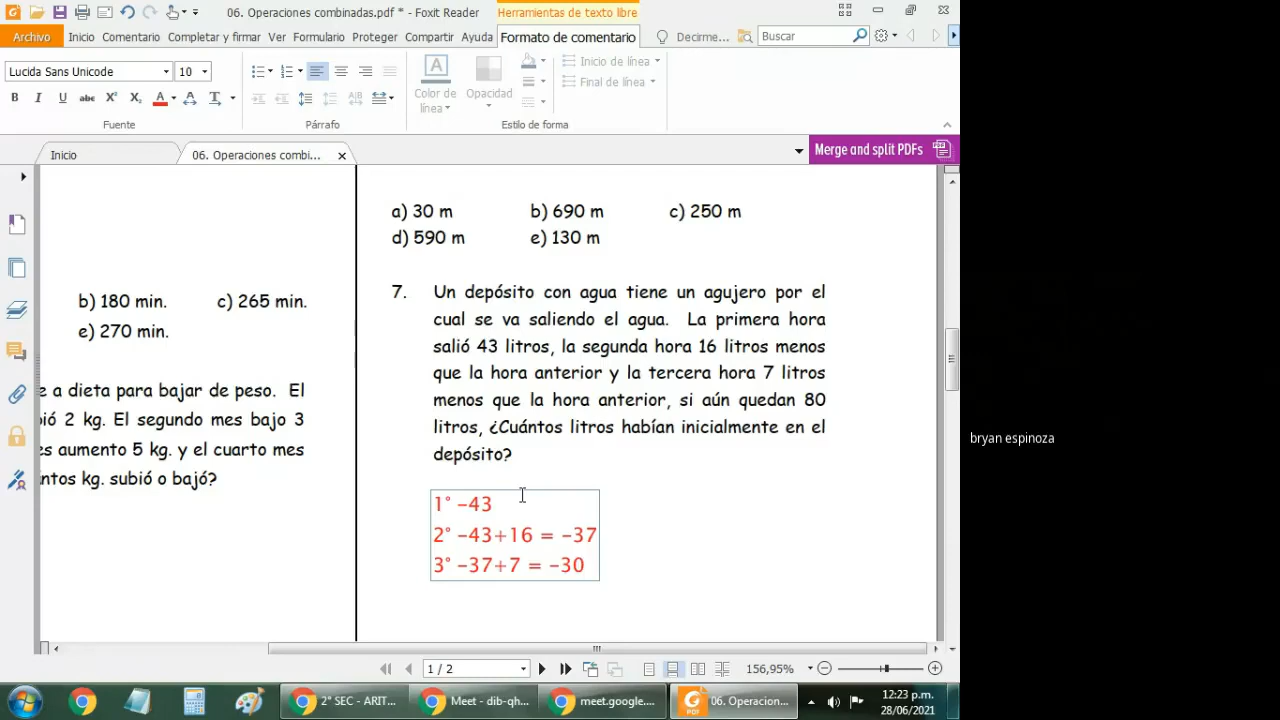 06. Operaciones combinadas.pdf * - Foxit Reader
Herramientas de texto libre
Archivo Inicio Comentario Completar y firmar Ver Formulario Proteger Compartir Ayuda Formato de comentario Decirme... Buscar
Lucida Sans Unicode 10
Color de línea Opacidad
Inicio de línea
Final de línea
Fuente Párrafo Estilo de forma
Inicio 06. Operaciones combi... Merge and split PDFs
a) 30 m b) 690 m c) 250 m
d) 590 m e) 130 m
b) 180 min. c) 265 min.
e) 270 min.
e a dieta para bajar de peso. El
ió 2 kg. El segundo mes bajo 3
es aumento 5 kg. y el cuarto mes
ntos kg. subió o bajó?
7. Un depósito con agua tiene un agujero por el
cual se va saliendo el agua. La primera hora
salió 43 litros, la segunda hora 16 litros menos
que la hora anterior y la tercera hora 7 litros
menos que la hora anterior, si aún quedan 80
litros, ¿Cuántos litros habían inicialmente en el
depósito?
1° -43
2° -43+16 = -37
3° -37+7 = -30
bryan espinoza
1 / 2 156,95%
2° SEC - ARIT... Meet - dib-qh... meet.google.... 06. Operacion...
12:23 p.m.
28/06/2021